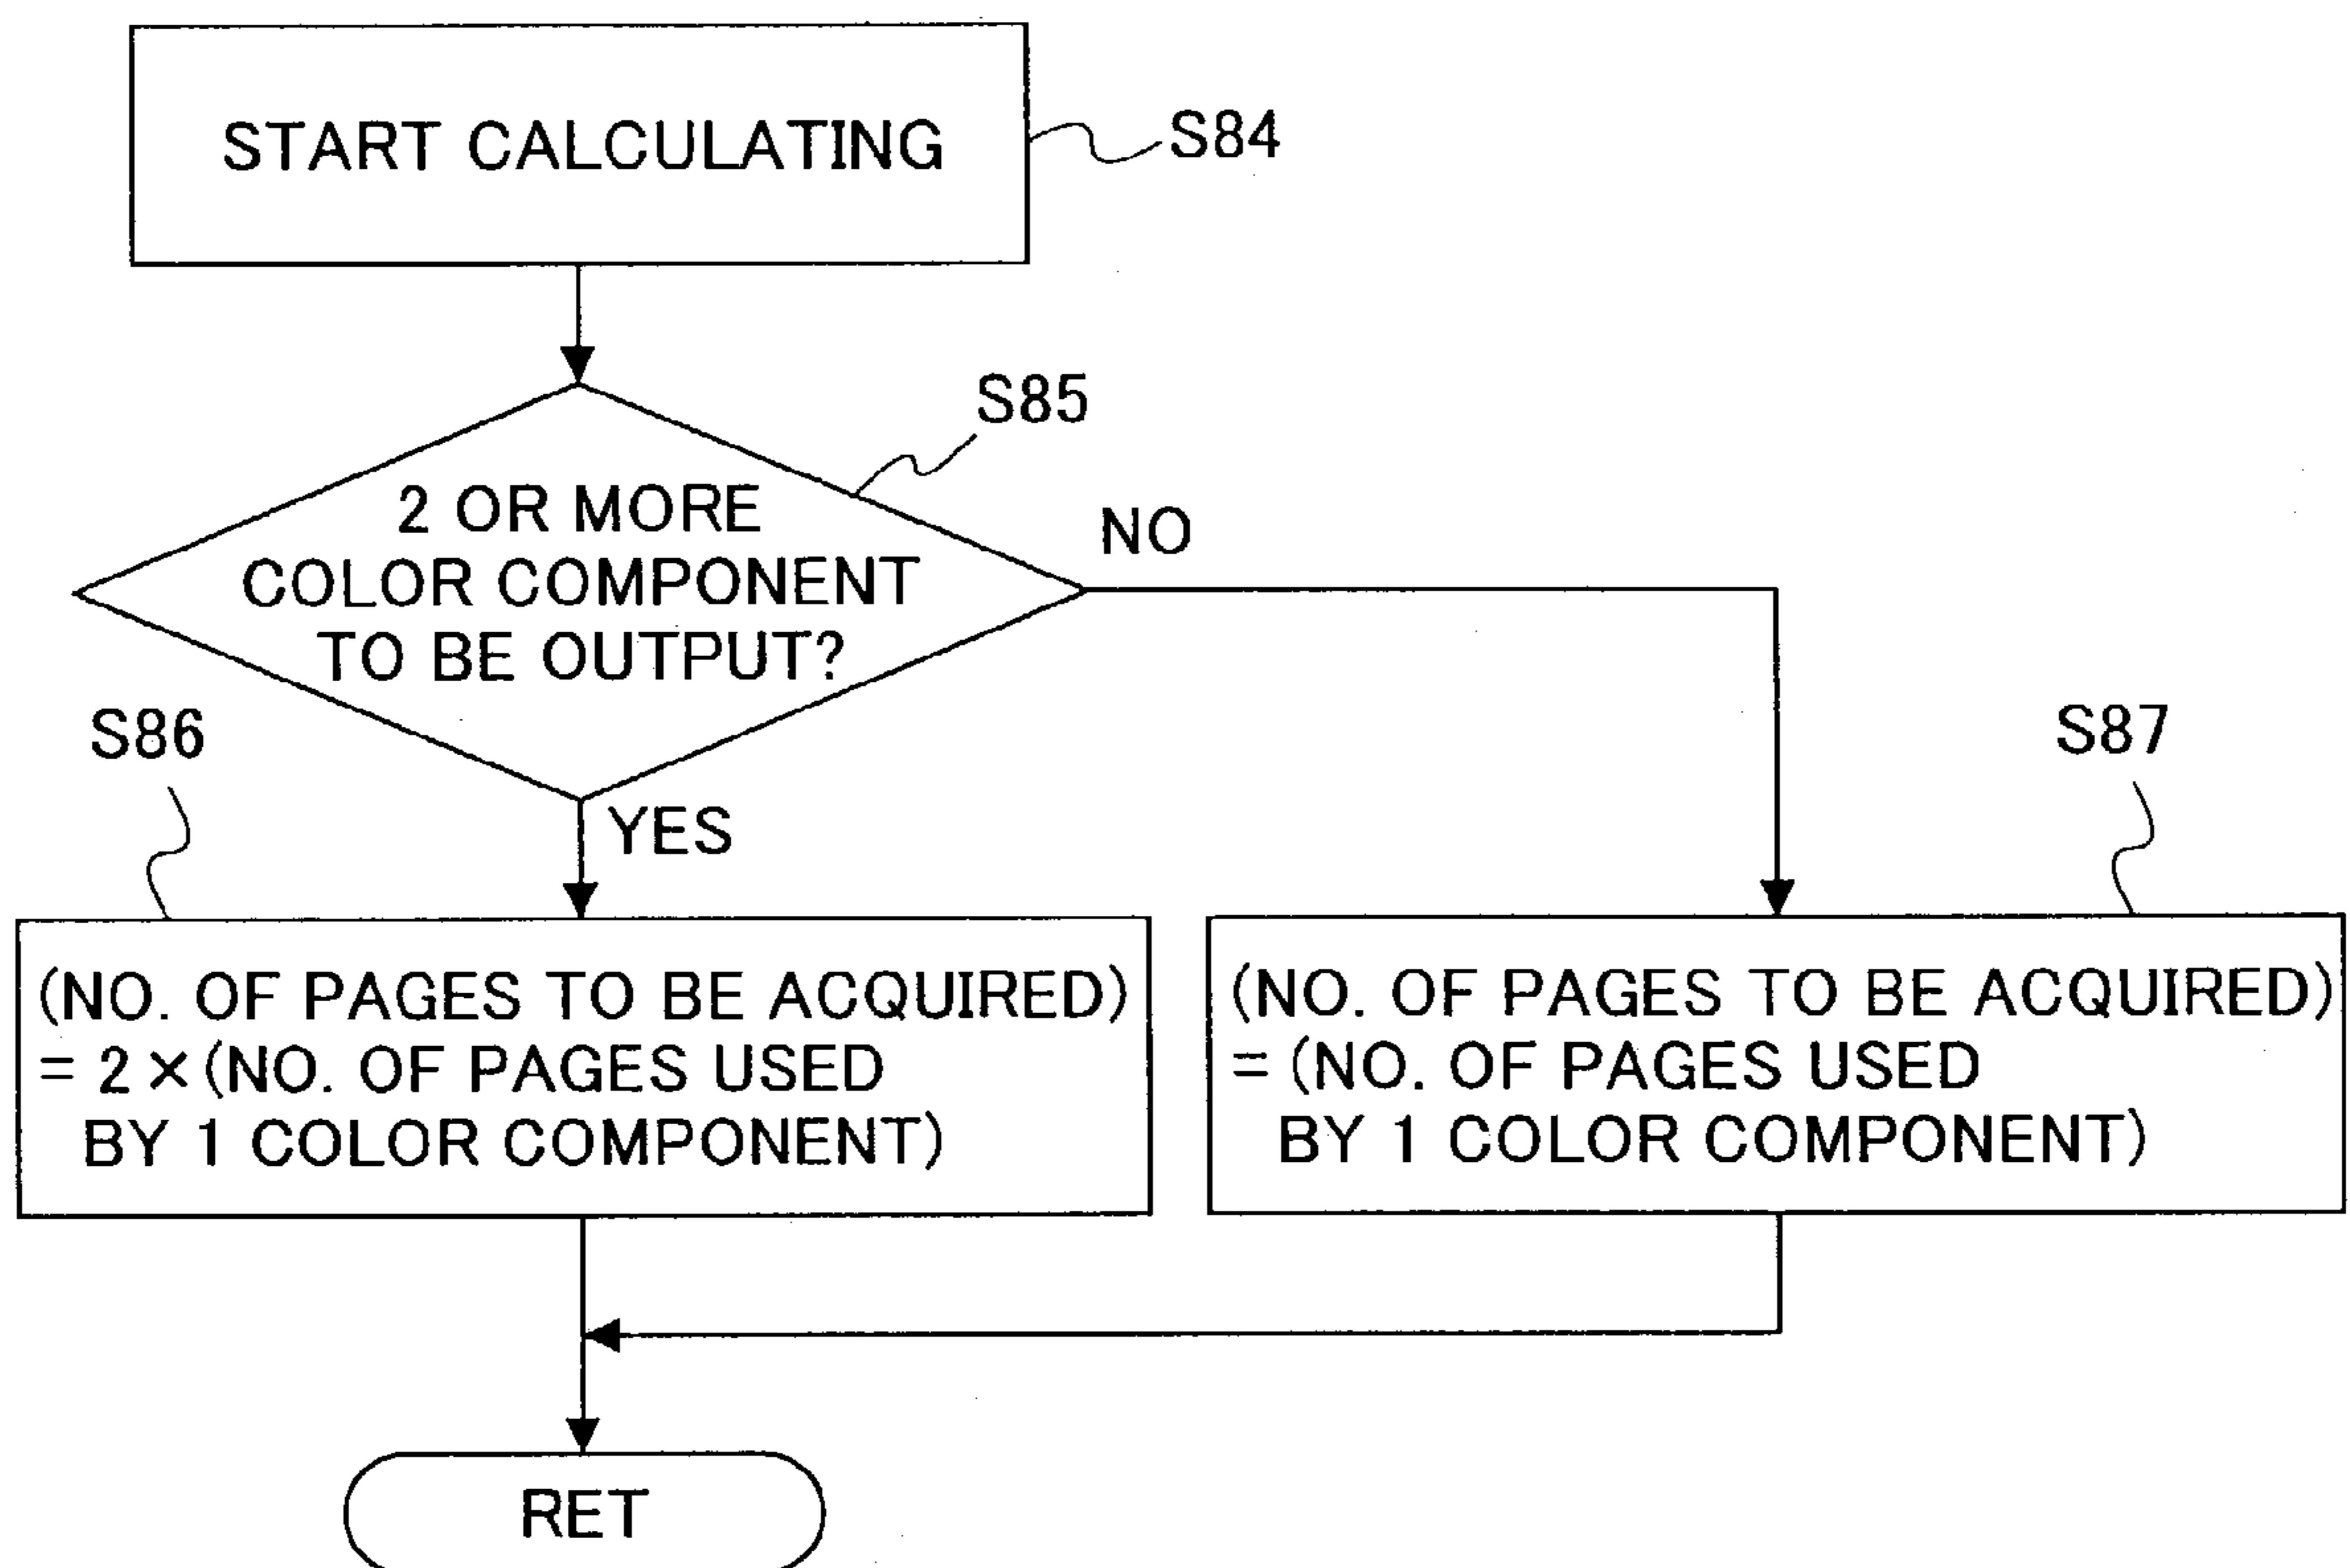 START CALCULATING
S84
S85
2 OR MORE
COLOR COMPONENT
TO BE OUTPUT?
NO
S86
YES
S87
(NO. OF PAGES TO BE ACQUIRED)
= 2 × (NO. OF PAGES USED
BY 1 COLOR COMPONENT)
(NO. OF PAGES TO BE ACQUIRED)
= (NO. OF PAGES USED
BY 1 COLOR COMPONENT)
RET